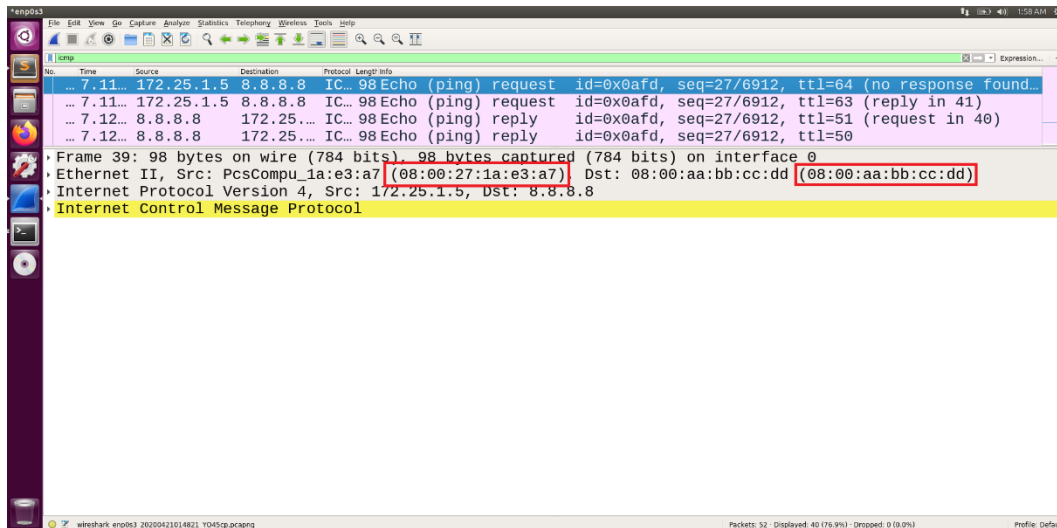 *enp0s3
1:58 AM
File Edit View Go Capture Analyze Statistics Telephony Wireless Tools Help
icmp
Expression...
No. Time Source Destination Protocol Length Info
... 7.11... 172.25.1.5 8.8.8.8 IC... 98 Echo (ping) request id=0x0afd, seq=27/6912, ttl=64 (no response found...
... 7.11... 172.25.1.5 8.8.8.8 IC... 98 Echo (ping) request id=0x0afd, seq=27/6912, ttl=63 (reply in 41)
... 7.12... 8.8.8.8 172.25.... IC... 98 Echo (ping) reply id=0x0afd, seq=27/6912, ttl=51 (request in 40)
... 7.12... 8.8.8.8 172.25.... IC... 98 Echo (ping) reply id=0x0afd, seq=27/6912, ttl=50
Frame 39: 98 bytes on wire (784 bits), 98 bytes captured (784 bits) on interface 0
Ethernet II, Src: PcsCompu_1a:e3:a7 (08:00:27:1a:e3:a7), Dst: 08:00:aa:bb:cc:dd (08:00:aa:bb:cc:dd)
Internet Protocol Version 4, Src: 172.25.1.5, Dst: 8.8.8.8
Internet Control Message Protocol
wireshark_enp0s3_20200421014821_YO45cp.pcapng
Packets: 52 · Displayed: 40 (76.9%) · Dropped: 0 (0.0%)
Profile: Defa